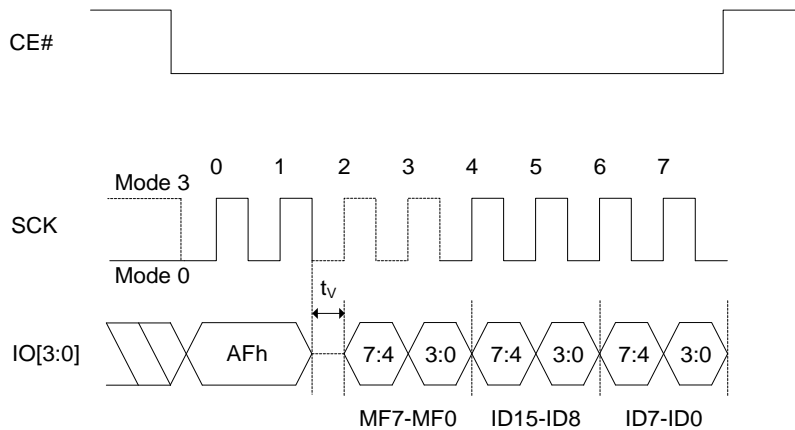 CE#
0 1 2 3 4 5 6 7
Mode 3
SCK
Mode 0
tV
IO[3:0] AFh 7:4 3:0 7:4 3:0 7:4 3:0
MF7-MF0 ID15-ID8 ID7-ID0